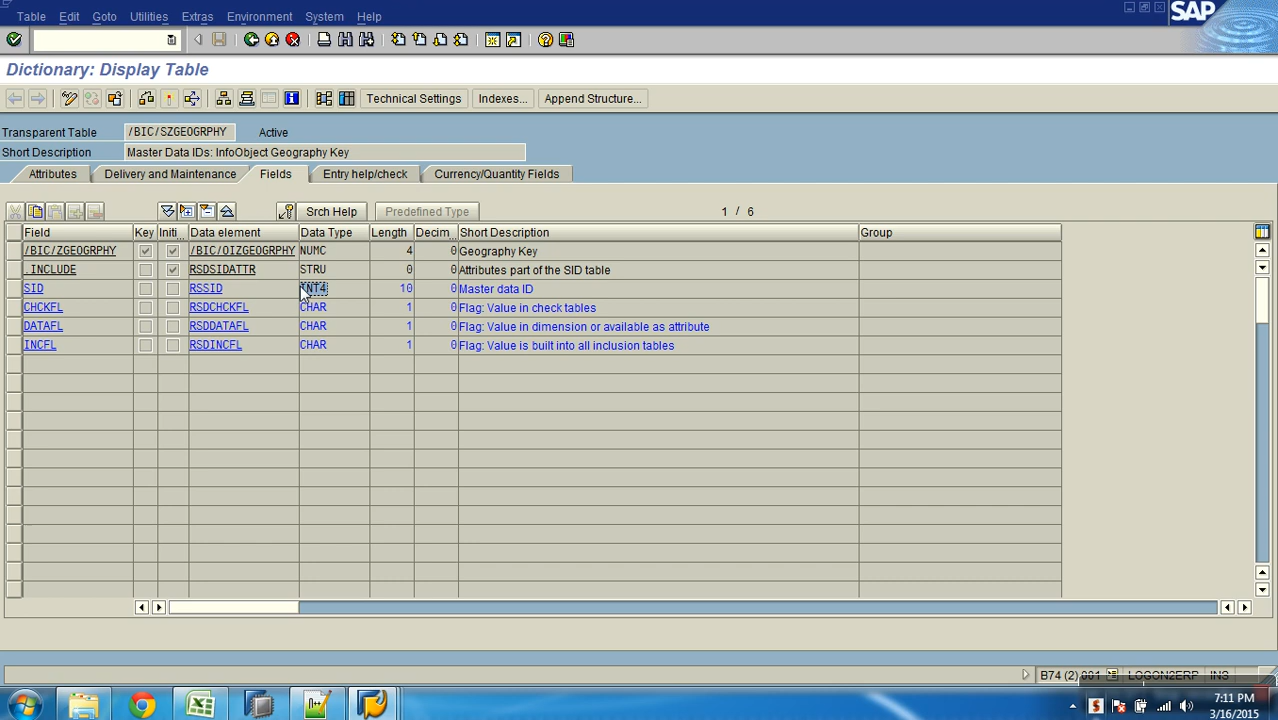 Table Edit Goto Utilities Extras Environment System Help
SAP
Dictionary: Display Table
Technical Settings Indexes... Append Structure...
Transparent Table /BIC/SZGEOGRPHY Active
Short Description Master Data IDs: InfoObject Geography Key
Attributes Delivery and Maintenance Fields Entry help/check Currency/Quantity Fields
Srch Help Predefined Type 1 / 6
Field Key Initi... Data element Data Type Length Decim... Short Description Group
/BIC/ZGEOGRPHY /BIC/OIZGEOGRPHY NUMC 4 0 Geography Key
.INCLUDE RSDSIDATTR STRU 0 0 Attributes part of the SID table
SID RSSID INT4 10 0 Master data ID
CHCKFL RSDCHCKFL CHAR 1 0 Flag: Value in check tables
DATAFL RSDDATAFL CHAR 1 0 Flag: Value in dimension or available as attribute
INCFL RSDINCFL CHAR 1 0 Flag: Value is built into all inclusion tables
B74 (2) 001 LOGON2ERP INS
7:11 PM
3/16/2015